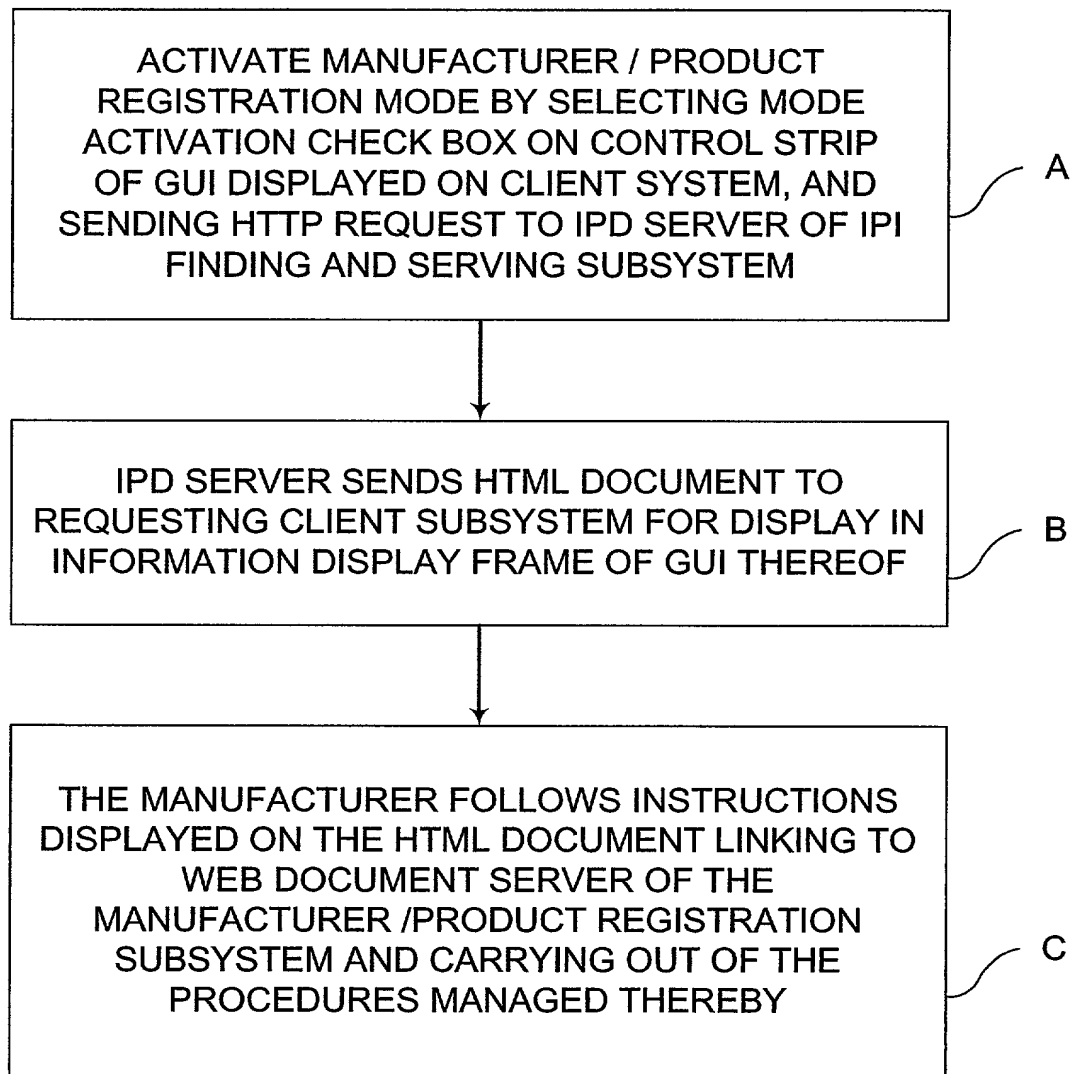 ACTIVATE MANUFACTURER / PRODUCT
REGISTRATION MODE BY SELECTING MODE
ACTIVATION CHECK BOX ON CONTROL STRIP
OF GUI DISPLAYED ON CLIENT SYSTEM, AND
SENDING HTTP REQUEST TO IPD SERVER OF IPI
FINDING AND SERVING SUBSYSTEM
A
IPD SERVER SENDS HTML DOCUMENT TO
REQUESTING CLIENT SUBSYSTEM FOR DISPLAY IN
INFORMATION DISPLAY FRAME OF GUI THEREOF
B
THE MANUFACTURER FOLLOWS INSTRUCTIONS
DISPLAYED ON THE HTML DOCUMENT LINKING TO
WEB DOCUMENT SERVER OF THE
MANUFACTURER /PRODUCT REGISTRATION
SUBSYSTEM AND CARRYING OUT OF THE
PROCEDURES MANAGED THEREBY
C